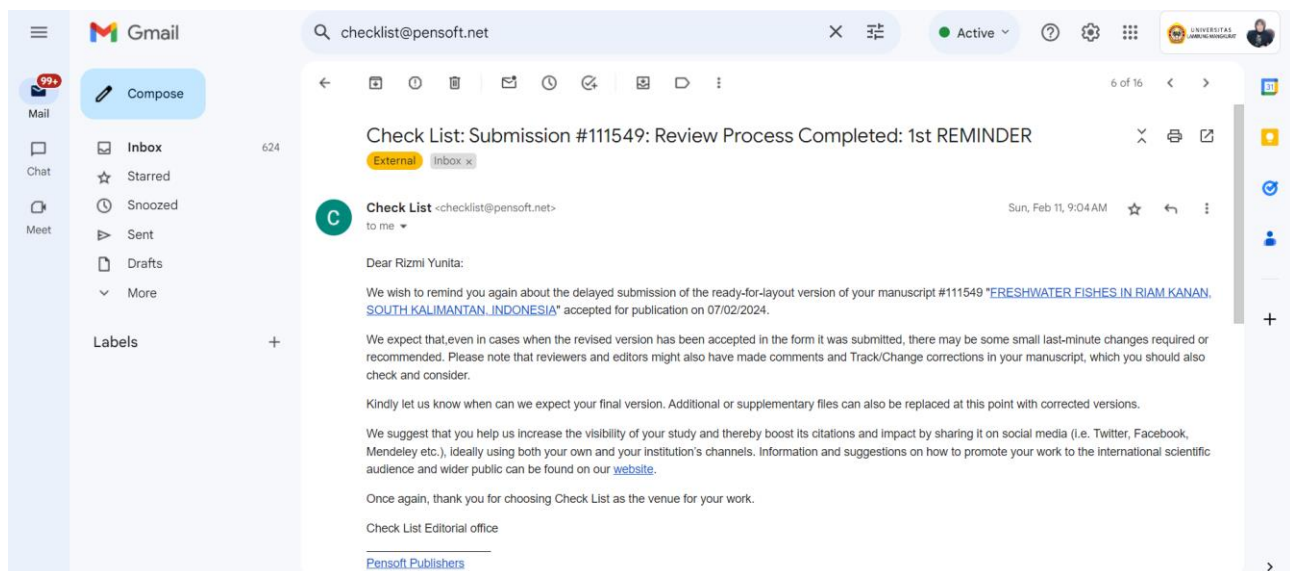 Gmail
checklist@pensoft.net
Active
UNIVERSITAS
LAMBUNG MANGKURAT
99+
Mail
Chat
Meet
Compose
Inbox 624
Starred
Snoozed
Sent
Drafts
More
Labels
6 of 16
31
Check List: Submission #111549: Review Process Completed: 1st REMINDER
External Inbox x
C
Check List <checklist@pensoft.net>
Sun, Feb 11, 9:04 AM
to me
Dear Rizmi Yunita:
We wish to remind you again about the delayed submission of the ready-for-layout version of your manuscript #111549 "FRESHWATER FISHES IN RIAM KANAN,
SOUTH KALIMANTAN, INDONESIA" accepted for publication on 07/02/2024.
We expect that,even in cases when the revised version has been accepted in the form it was submitted, there may be some small last-minute changes required or
recommended. Please note that reviewers and editors might also have made comments and Track/Change corrections in your manuscript, which you should also
check and consider.
Kindly let us know when can we expect your final version. Additional or supplementary files can also be replaced at this point with corrected versions.
We suggest that you help us increase the visibility of your study and thereby boost its citations and impact by sharing it on social media (i.e. Twitter, Facebook,
Mendeley etc.), ideally using both your own and your institution's channels. Information and suggestions on how to promote your work to the international scientific
audience and wider public can be found on our website.
Once again, thank you for choosing Check List as the venue for your work.
Check List Editorial office
Pensoft Publishers